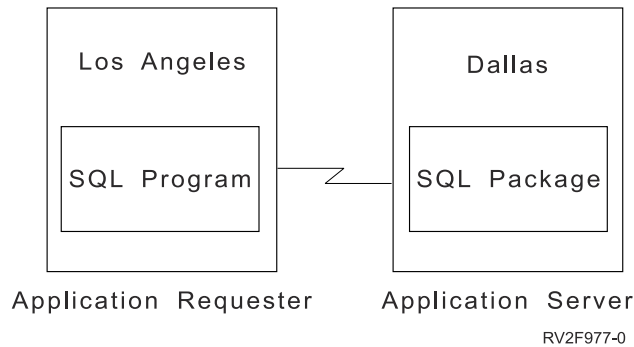 Los Angeles
Dallas
SQL Program
SQL Package
Application Requester
Application Server
RV2F977-0